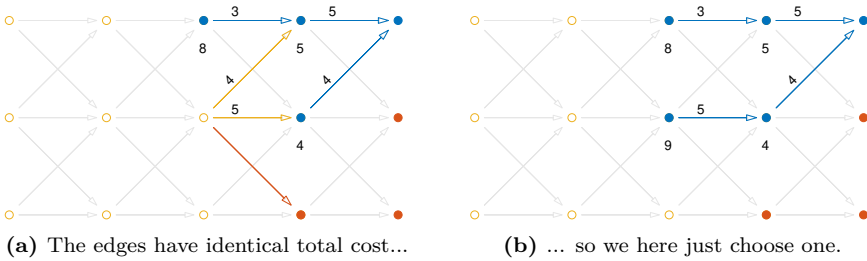 3 5 3 5
8 5 8 5
4 4 4
5 5
4 9 4
(a) The edges have identical total cost...
(b) ... so we here just choose one.